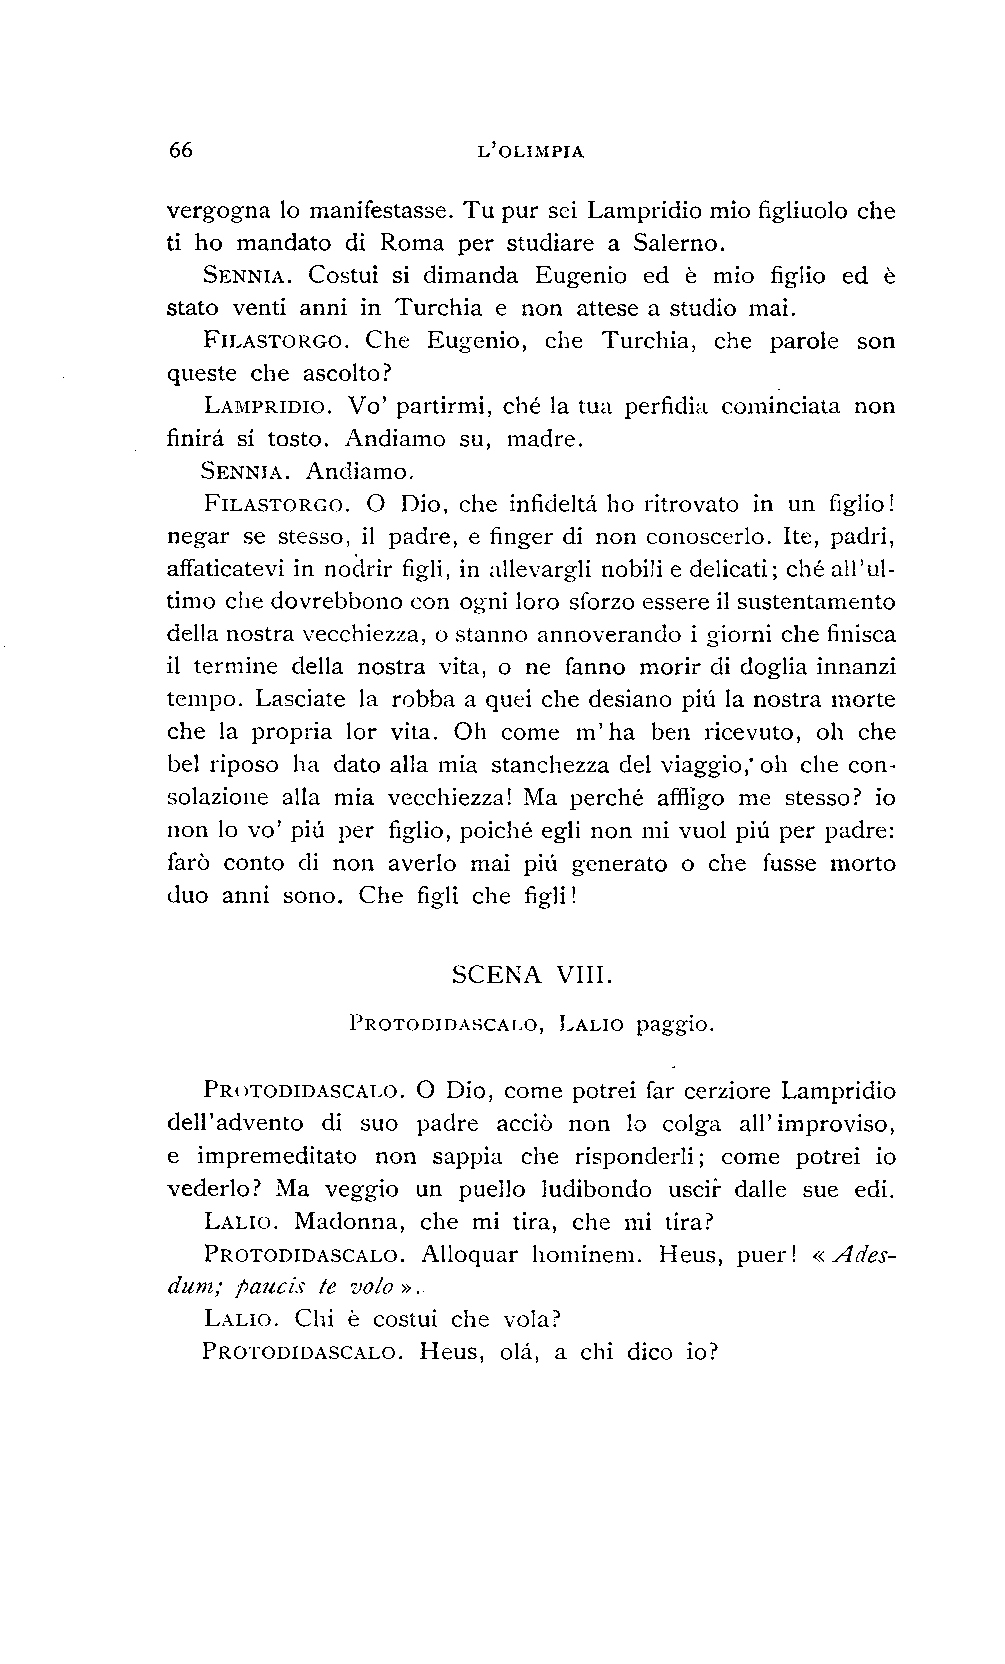 66 L'OLIMPIA
vergogna lo manifestasse. Tu pur sei Lampridio mio figliuolo che
ti ho mandato di Roma per studiare a Salerno.
SENNIA. Costui si dimanda Eugenio ed è mio figlio ed è
stato venti anni in Turchia e non attese a studio mai.
FILASTORGO. Che Eugenio, che Turchia, che parole son
queste che ascolto?
LAMPRIDIO. Vo' partirmi, ché la tua perfidia cominciata non
finirá sí tosto. Andiamo su, madre.
SENNIA. Andiamo.
FILASTORGO. O Dio, che infideltá ho ritrovato in un figlio!
negar se stesso, il padre, e finger di non conoscerlo. Ite, padri,
affaticatevi in nodrir figli, in allevargli nobili e delicati; ché all'ul-
timo che dovrebbono con ogni loro sforzo essere il sustentamento
della nostra vecchiezza, o stanno annoverando i giorni che finisca
il termine della nostra vita, o ne fanno morir di doglia innanzi
tempo. Lasciate la robba a quei che desiano piú la nostra morte
che la propria lor vita. Oh come m'ha ben ricevuto, oh che
bel riposo ha dato alla mia stanchezza del viaggio, oh che con-
solazione alla mia vecchiezza! Ma perché affligo me stesso? io
non lo vo' piú per figlio, poiché egli non mi vuol piú per padre:
farò conto di non averlo mai piú generato o che fusse morto
duo anni sono. Che figli che figli!
SCENA VIII.
PROTODIDASCALO, LALIO paggio.
PROTODIDASCALO. O Dio, come potrei far cerziore Lampridio
dell'advento di suo padre acciò non lo colga all'improviso,
e impremeditato non sappia che risponderli; come potrei io
vederlo? Ma veggio un puello ludibondo uscir dalle sue edi.
LALIO. Madonna, che mi tira, che mi tira?
PROTODIDASCALO. Alloquar hominem. Heus, puer! « Ades-
dum; paucis te volo ».
LALIO. Chi è costui che vola?
PROTODIDASCALO. Heus, olá, a chi dico io?